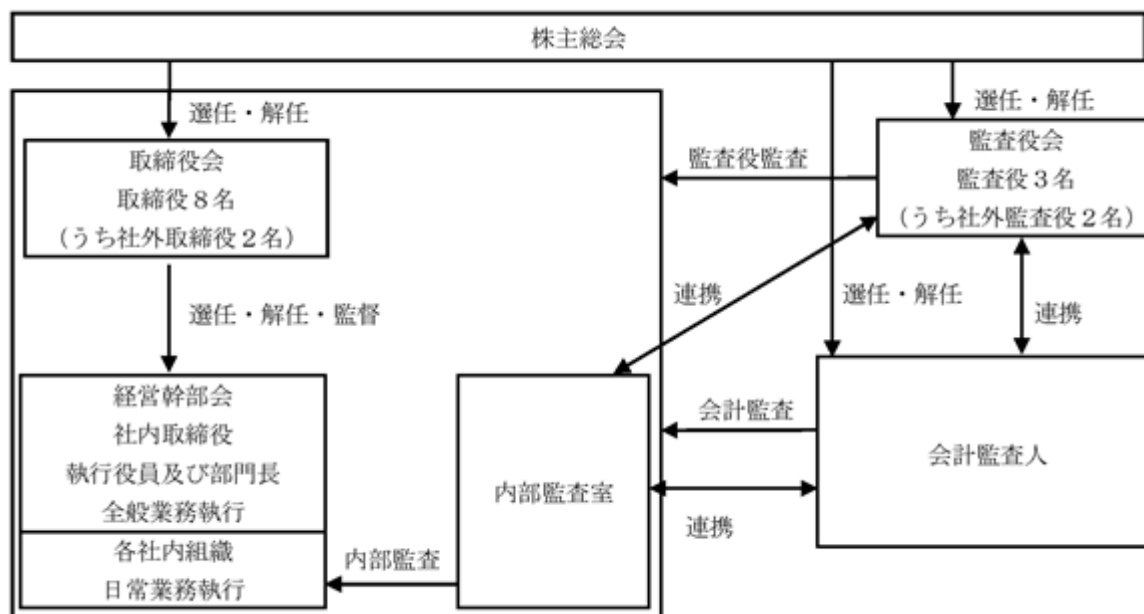 株主総会
選任・解任
選任・解任
取締役会
取締役８名
（うち社外取締役２名）
監査役監査
監査役会
監査役３名
（うち社外監査役２名）
連携
選任・解任
連携
選任・解任・監督
経営幹部会
社内取締役
執行役員及び部門長
全般業務執行
各社内組織
日常業務執行
内部監査
内部監査室
会計監査
連携
会計監査人